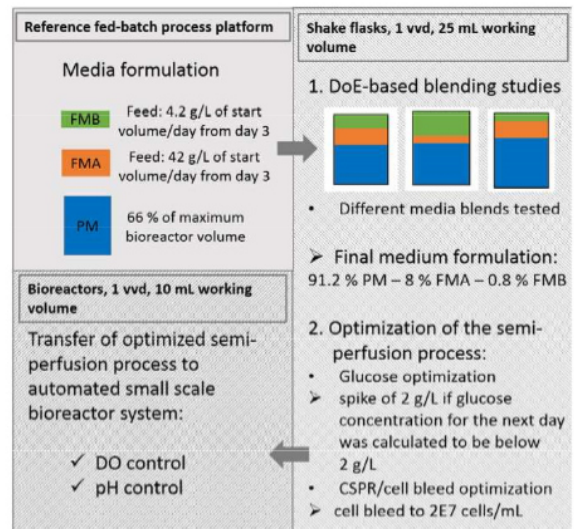 Reference fed-batch process platform
Media formulation
FMB
Feed: 4.2 g/L of start
volume/day from day 3
FMA
Feed: 42 g/L of start
volume/day from day 3
PM
66 % of maximum
bioreactor volume
Shake flasks, 1 vvd, 25 mL working
volume
1. DoE-based blending studies
• Different media blends tested
➢ Final medium formulation:
91.2 % PM – 8 % FMA – 0.8 % FMB
2. Optimization of the semi-
perfusion process:
• Glucose optimization
➢ spike of 2 g/L if glucose
concentration for the next day
was calculated to be below
2 g/L
• CSPR/cell bleed optimization
➢ cell bleed to 2E7 cells/mL
Bioreactors, 1 vvd, 10 mL working
volume
Transfer of optimized semi-
perfusion process to
automated small scale
bioreactor system:
✓ DO control
✓ pH control